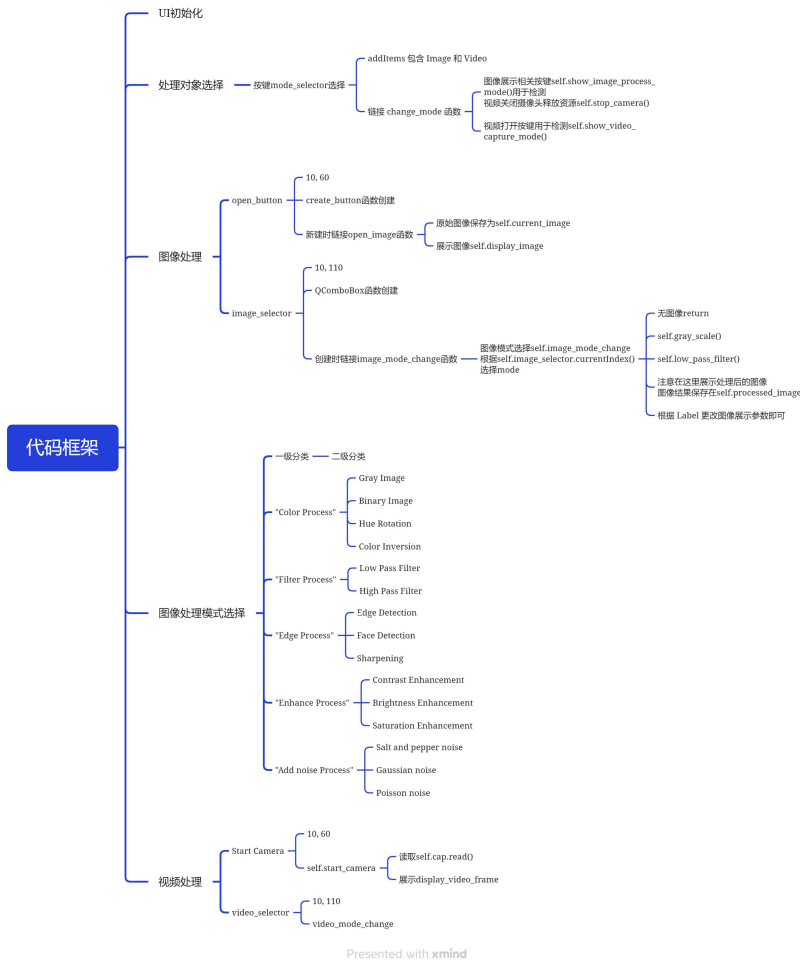 代码框架
UI初始化
处理对象选择
按键mode_selector选择
addItems 包含 Image 和 Video
链接 change_mode 函数
图像展示相关按键self.show_image_process_
mode()用于检测
视频关闭摄像头释放资源self.stop_camera()
视频打开按键用于检测self.show_video_
capture_mode()
图像处理
open_button
10, 60
create_button函数创建
新建时链接open_image函数
原始图像保存为self.current_image
展示图像self.display_image
image_selector
10, 110
QComboBox函数创建
创建时链接image_mode_change函数
图像模式选择self.image_mode_change
根据self.image_selector.currentIndex()
选择mode
无图像return
self.gray_scale()
self.low_pass_filter()
注意在这里展示处理后的图像
图像结果保存在self.processed_image
根据 Label 更改图像展示参数即可
图像处理模式选择
一级分类
二级分类
"Color Process"
Gray Image
Binary Image
Hue Rotation
Color Inversion
"Filter Process"
Low Pass Filter
High Pass Filter
"Edge Process"
Edge Detection
Face Detection
Sharpening
"Enhance Process"
Contrast Enhancement
Brightness Enhancement
Saturation Enhancement
"Add noise Process"
Salt and pepper noise
Gaussian noise
Poisson noise
视频处理
Start Camera
10, 60
self.start_camera
读取self.cap.read()
展示display_video_frame
video_selector
10, 110
video_mode_change
Presented with xmind